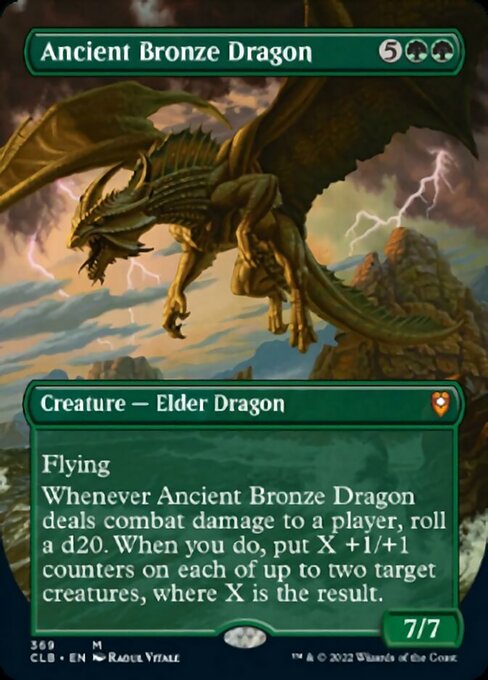 Ancient Bronze Dragon 5
Creature — Elder Dragon
Flying
Whenever Ancient Bronze Dragon
deals combat damage to a player, roll
a d20. When you do, put X +1/+1
counters on each of up to two target
creatures, where X is the result.
7/7
369 M
CLB • EN Raoul Vitale
™ & © 2022 Wizards of the Coast